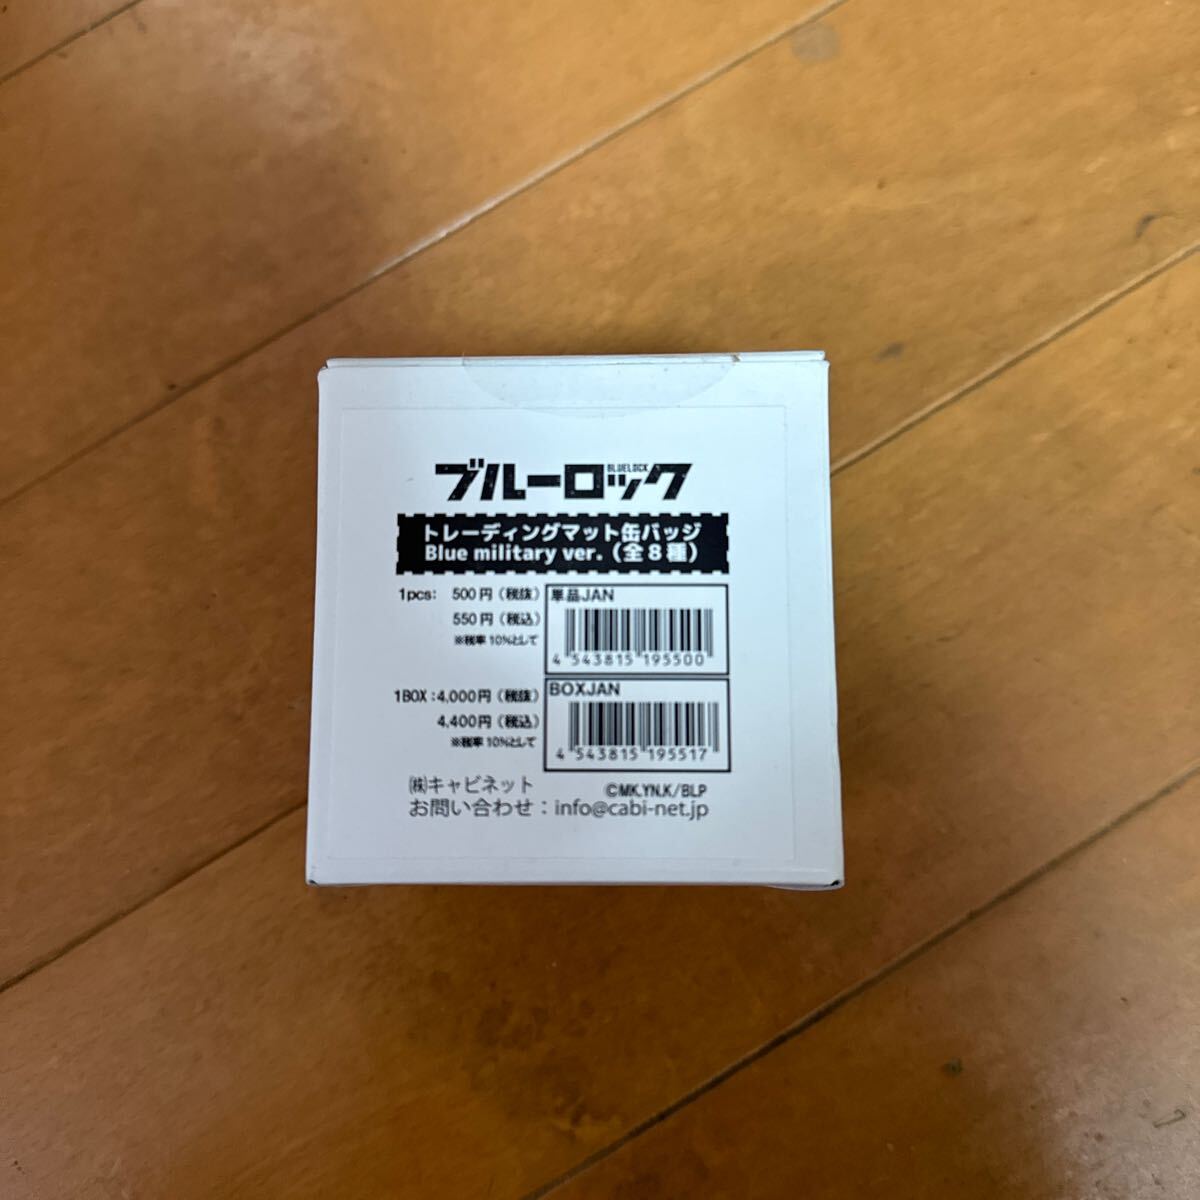 ブルーロック
BLUELOCK
トレーディングマット缶バッジ
Blue military ver.（全8種）
1pcs: 500円（税抜）
550円（税込）
※税率10%として
単品JAN
4 543815 195500
1BOX：4,000円（税抜）
4,400円（税込）
※税率10%として
BOXJAN
4 543815 195517
㈱キャビネット
©MK,YN,K/BLP
お問い合わせ：info@cabi-net.jp